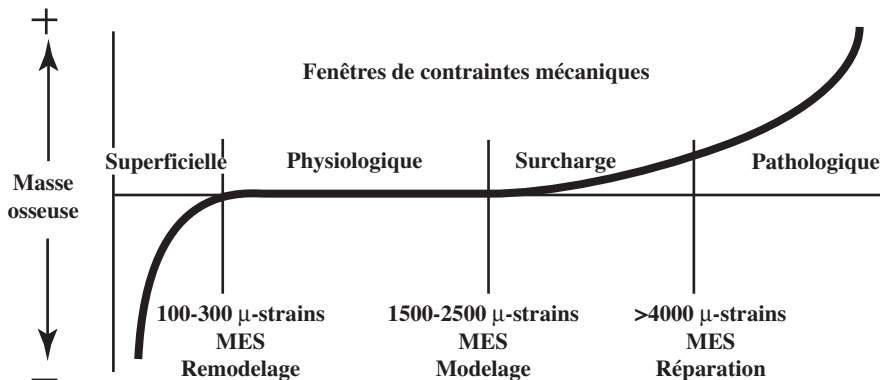 +
Fenêtres de contraintes mécaniques
Superficielle
Physiologique
Surcharge
Pathologique
Masse
osseuse
100-300 μ-strains
MES
Remodelage
1500-2500 μ-strains
MES
Modelage
>4000 μ-strains
MES
Réparation
–